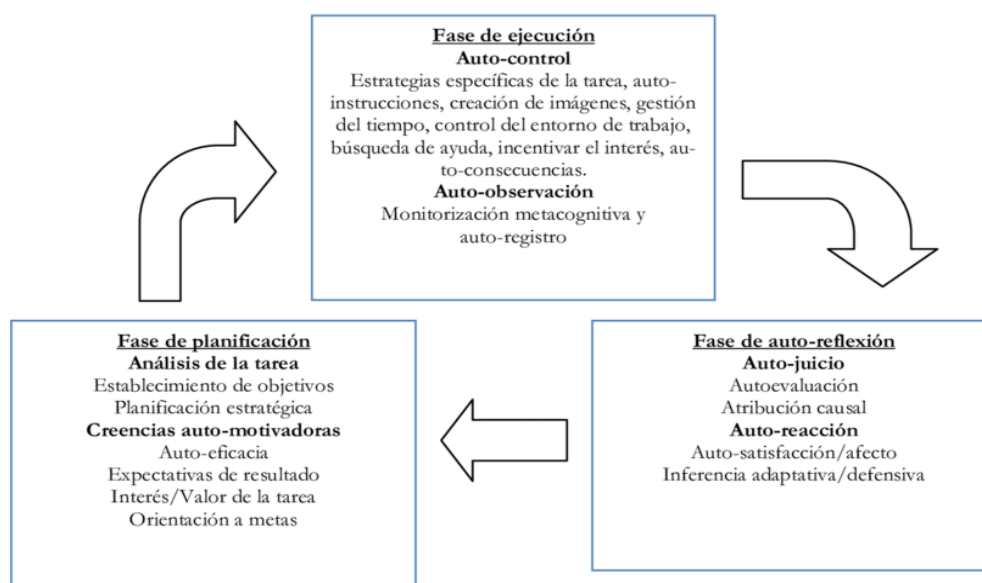 Fase de ejecución
Auto-control
Estrategias específicas de la tarea, auto-
instrucciones, creación de imágenes, gestión
del tiempo, control del entorno de trabajo,
búsqueda de ayuda, incentivar el interés, au-
to-consecuencias.
Auto-observación
Monitorización metacognitiva y
auto-registro
Fase de planificación
Análisis de la tarea
Establecimiento de objetivos
Planificación estratégica
Creencias auto-motivadoras
Auto-eficacia
Expectativas de resultado
Interés/Valor de la tarea
Orientación a metas
Fase de auto-reflexión
Auto-juicio
Autoevaluación
Atribución causal
Auto-reacción
Auto-satisfacción/afecto
Inferencia adaptativa/defensiva